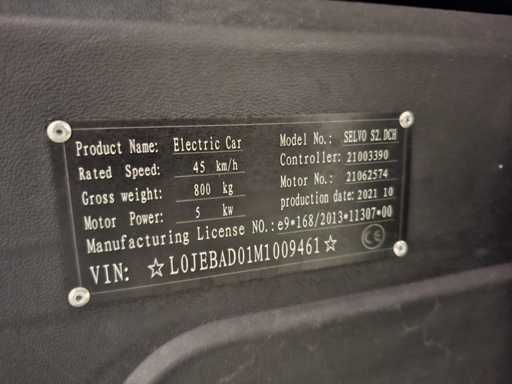 Product Name: Electric Car
Rated Speed: 45 km/h
Gross weight: 800 kg
Motor Power: 5 kw
Model No.: SELVO S2.DCH
Controller: 21003390
Motor No.: 21062574
production date: 2021 10
Manufacturing License NO.: e9*168/2013*11307*00
VIN: ☆L0JEBAD01M1009461☆
CE